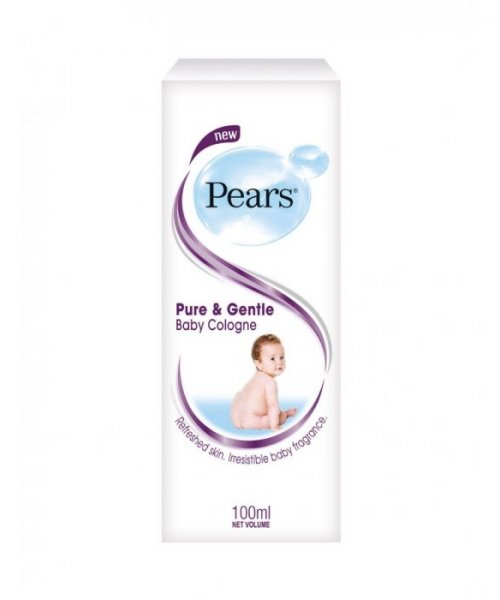 new
Pears®
Pure & Gentle
Baby Cologne
Refreshed skin. Irresistible baby fragrance.
100ml
NET VOLUME